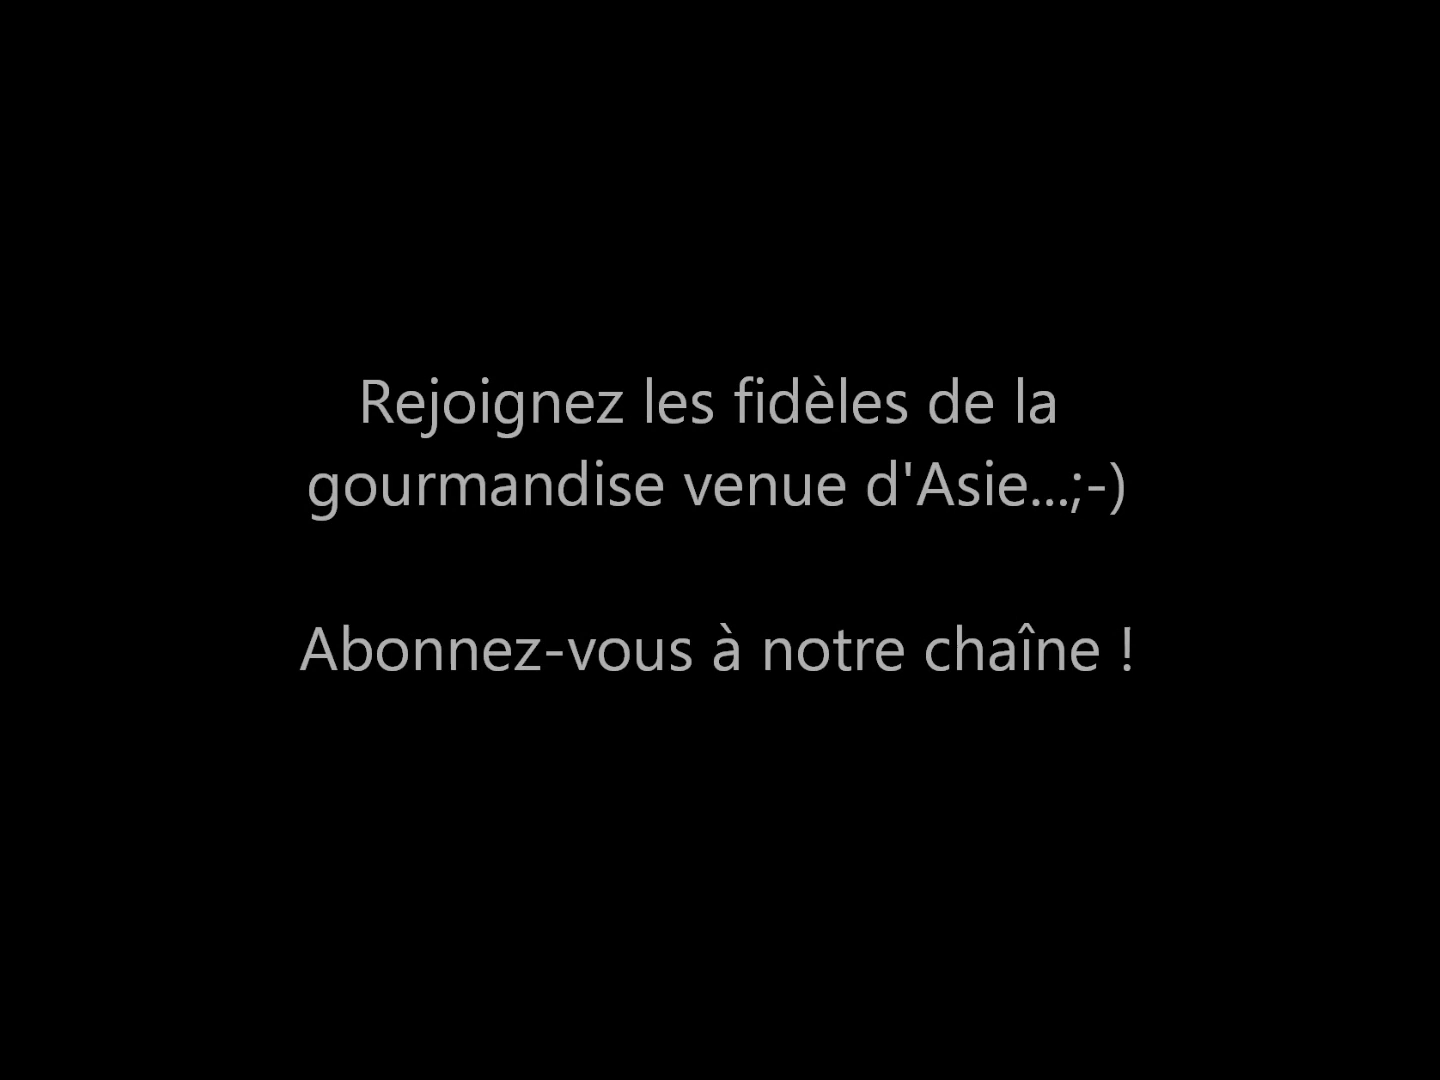 Rejoignez les fidèles de la
gourmandise venue d'Asie...;-)
Abonnez-vous à notre chaîne !